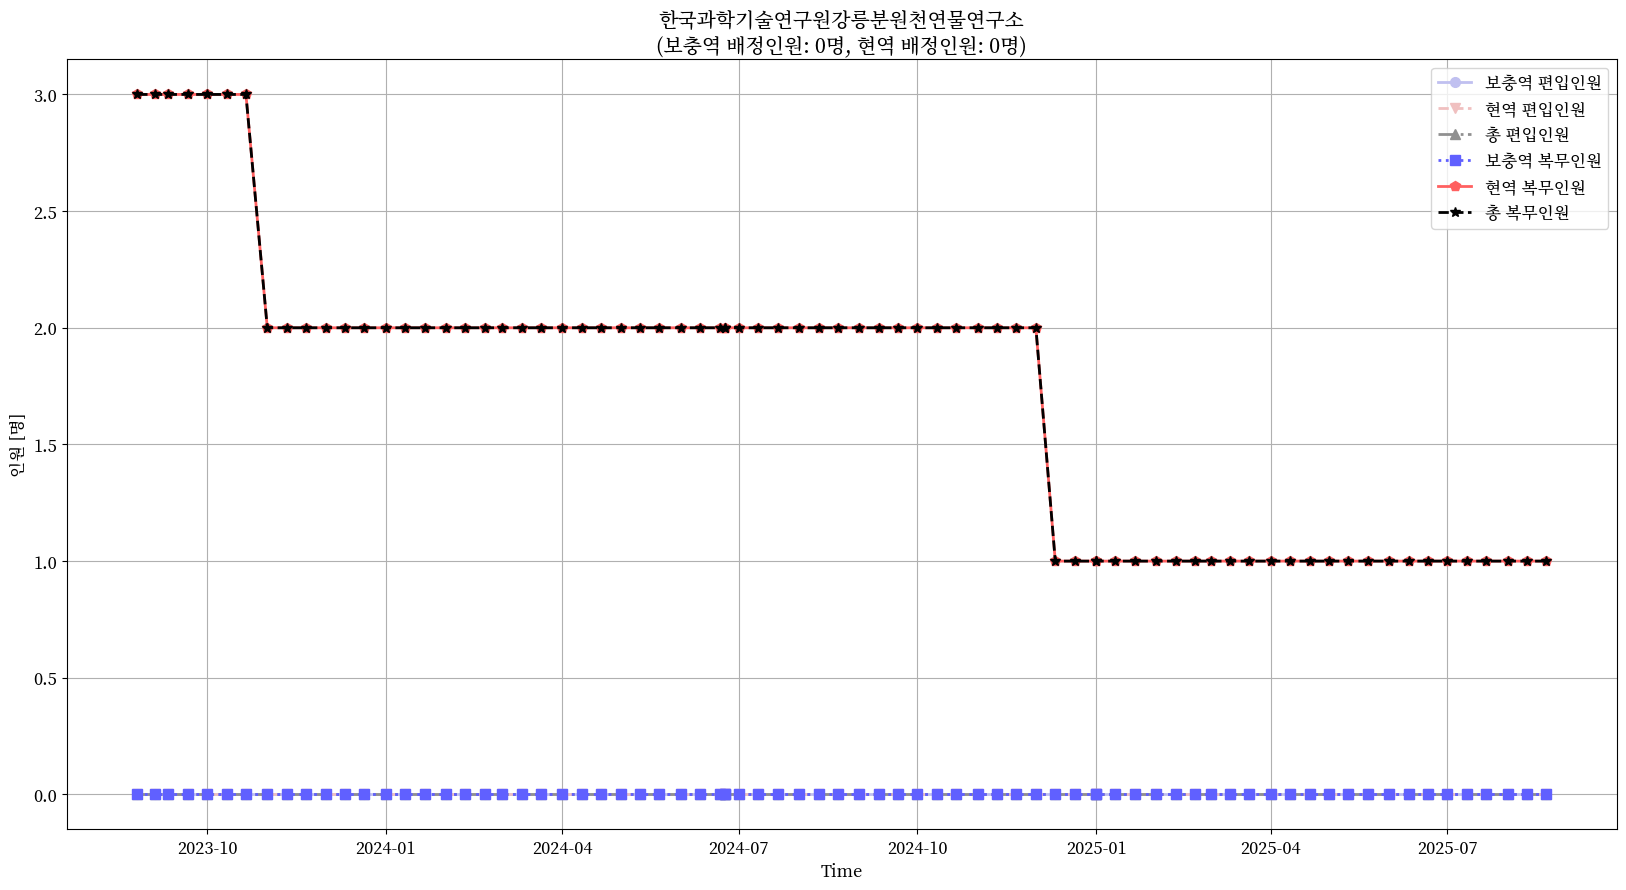 한국과학기술연구원강릉분원천연물연구소
(보충역 배정인원: 0명, 현역 배정인원: 0명)
보충역 편입인원
현역 편입인원
총 편입인원
보충역 복무인원
현역 복무인원
총 복무인원
3.0
2.5
2.0
1.5
1.0
0.5
0.0
인원 [명]
2023-10
2024-01
2024-04
2024-07
2024-10
2025-01
2025-04
2025-07
Time